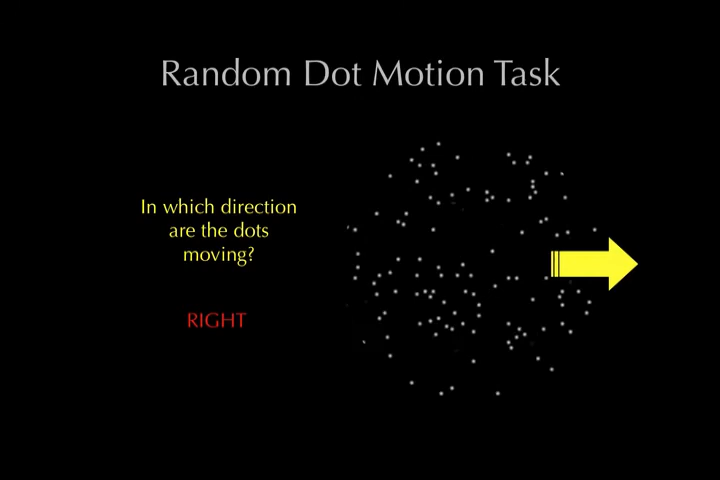 Random Dot Motion Task
In which direction
are the dots
moving?
RIGHT